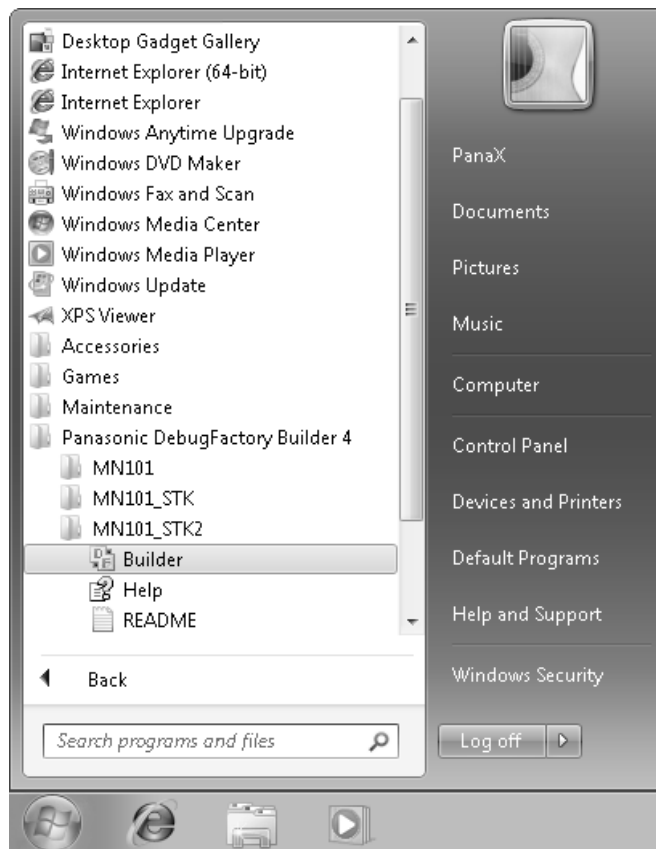 Desktop Gadget Gallery
Internet Explorer (64-bit)
Internet Explorer
Windows Anytime Upgrade
Windows DVD Maker
Windows Fax and Scan
Windows Media Center
Windows Media Player
Windows Update
XPS Viewer
Accessories
Games
Maintenance
Panasonic DebugFactory Builder 4
MN101
MN101_STK
MN101_STK2
Builder
Help
README
Back
Search programs and files
PanaX
Documents
Pictures
Music
Computer
Control Panel
Devices and Printers
Default Programs
Help and Support
Windows Security
Log off